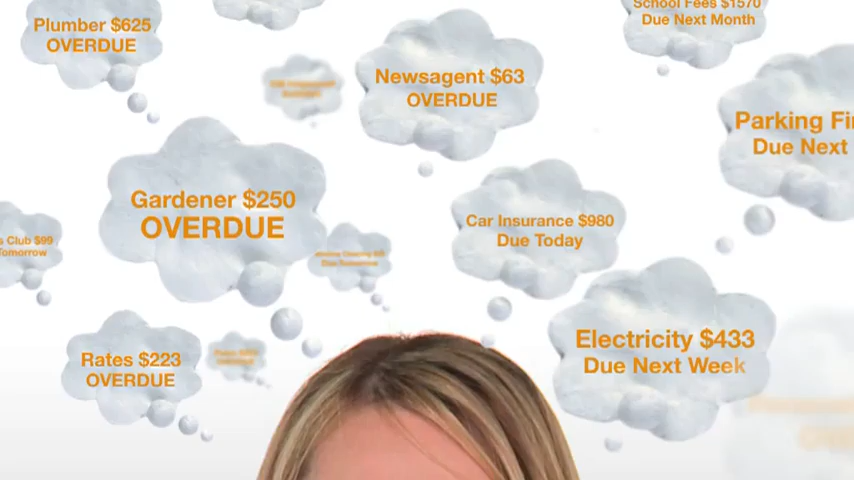 School Fees $1570
Due Next Month
Plumber $625
OVERDUE
Newsagent $63
OVERDUE
Parking Fi
Due Next
Gardener $250
OVERDUE
Car Insurance $980
Due Today
s Club $99
Tomorrow
Electricity $433
Due Next Week
Rates $223
OVERDUE